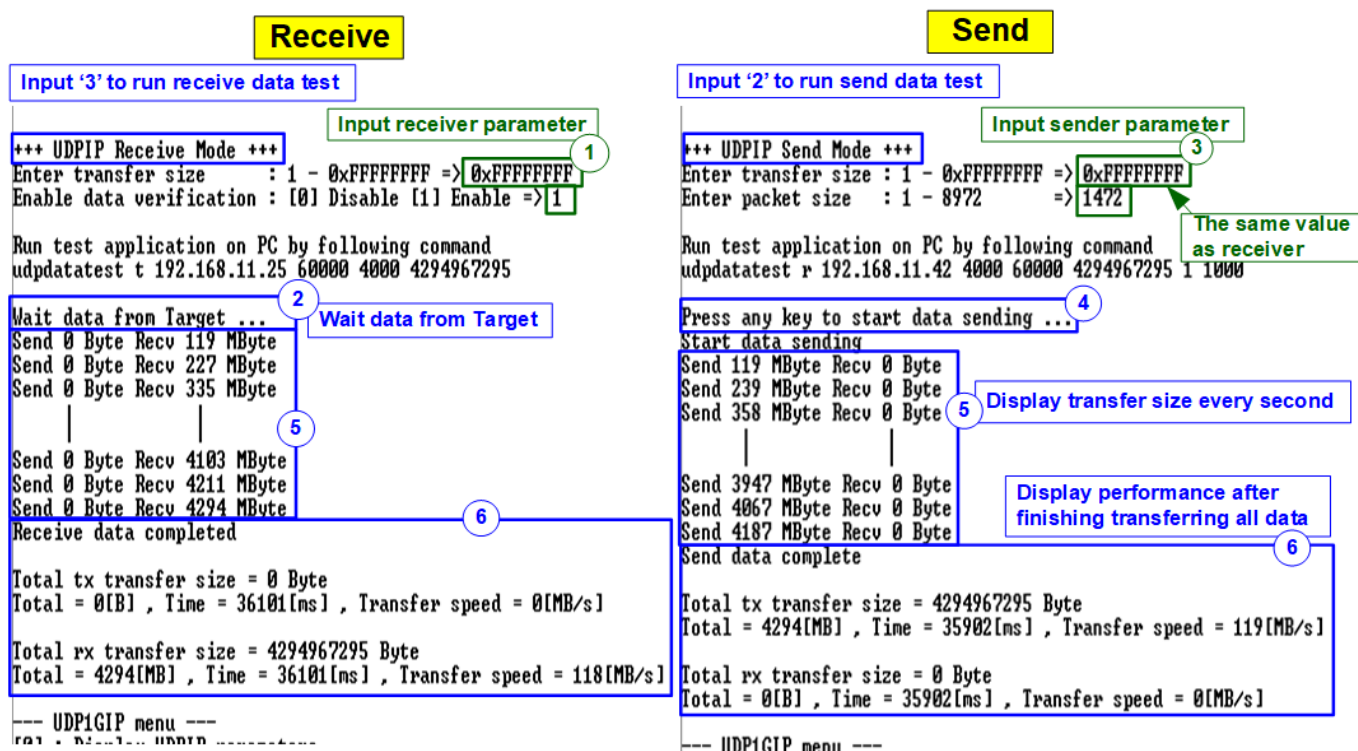 Receive
Input ‘3’ to run receive data test
Input receiver parameter
+++ UDPIP Receive Mode +++
1
Enter transfer size : 1 - 0xFFFFFFFF => 0xFFFFFFFF
Enable data verification : [0] Disable [1] Enable => 1
Run test application on PC by following command
udpdatatest t 192.168.11.25 60000 4000 4294967295
2
Wait data from Target ...
Wait data from Target
Send 0 Byte Recv 119 MByte
Send 0 Byte Recv 227 MByte
Send 0 Byte Recv 335 MByte
5
Send 0 Byte Recv 4103 MByte
Send 0 Byte Recv 4211 MByte
Send 0 Byte Recv 4294 MByte
6
Receive data completed
Total tx transfer size = 0 Byte
Total = 0[B] , Time = 36101[ms] , Transfer speed = 0[MB/s]
Total rx transfer size = 4294967295 Byte
Total = 4294[MB] , Time = 36101[ms] , Transfer speed = 118[MB/s]
--- UDP1GIP menu ---
Send
Input ‘2’ to run send data test
Input sender parameter
+++ UDPIP Send Mode +++
3
Enter transfer size : 1 - 0xFFFFFFFF => 0xFFFFFFFF
Enter packet size : 1 - 8972 => 1472
The same value
as receiver
Run test application on PC by following command
udpdatatest r 192.168.11.42 4000 60000 4294967295 1 1000
4
Press any key to start data sending ...
Start data sending
Send 119 MByte Recv 0 Byte
Send 239 MByte Recv 0 Byte
Send 358 MByte Recv 0 Byte
5
Display transfer size every second
Send 3947 MByte Recv 0 Byte
Send 4067 MByte Recv 0 Byte
Send 4187 MByte Recv 0 Byte
Display performance after
finishing transferring all data
6
Send data complete
Total tx transfer size = 4294967295 Byte
Total = 4294[MB] , Time = 35902[ms] , Transfer speed = 119[MB/s]
Total rx transfer size = 0 Byte
Total = 0[B] , Time = 35902[ms] , Transfer speed = 0[MB/s]
--- UDP1GIP menu ---